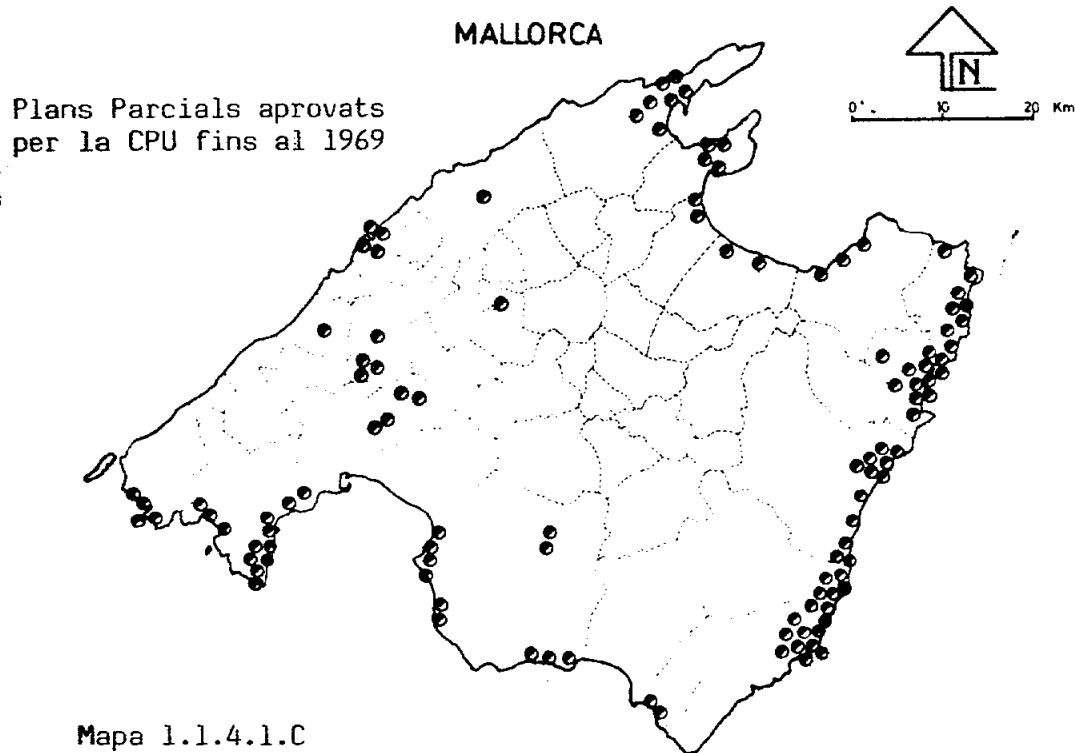 MALLORCA
Plans Parcials aprovats
per la CPU fins al 1969
N
0 10 20 Km
Mapa 1.1.4.1.C